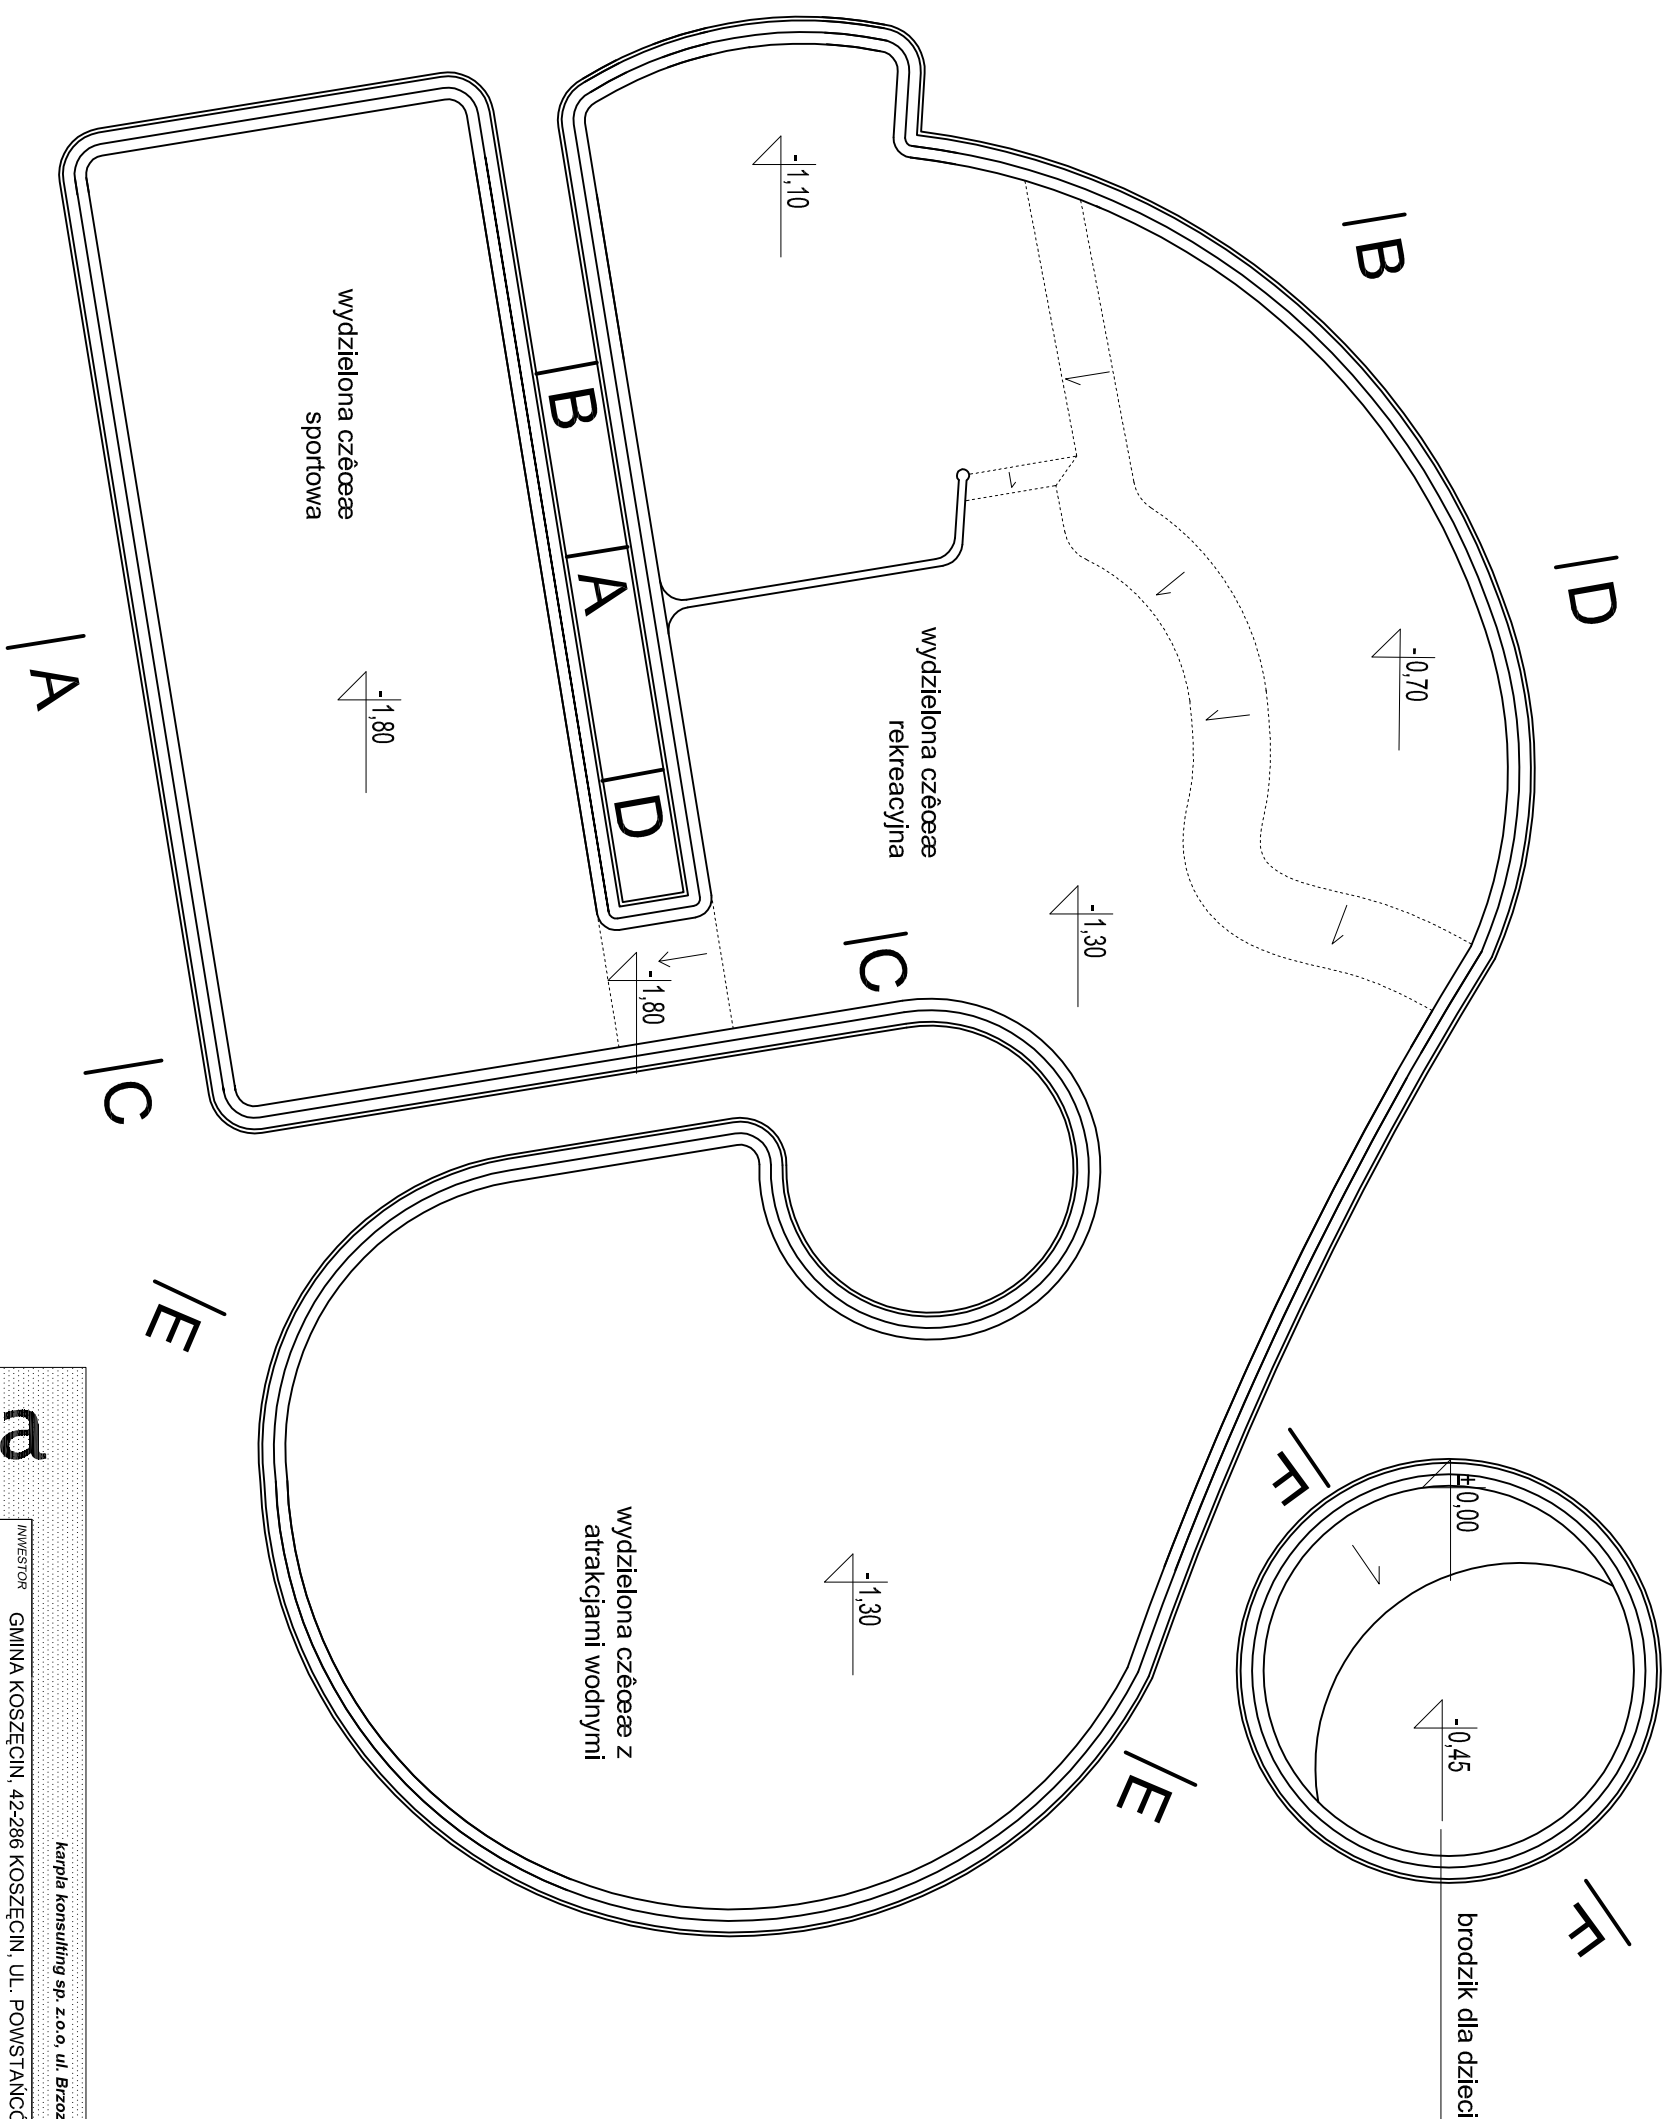 B
D
-1,10
-0,70
wydzielona czêœæ
rekreacyjna
-1,30
B
A
D
wydzielona czêœæ
sportowa
-1,80
-1,80
C
A
C
E
F
±0,00
-0,45
brodzik dla dzieci
F
wydzielona czêœæ z
atrakcjami wodnymi
-1,30
E
a
karpla konsulting sp. z.o.o, ul. Brzoz
INWESTOR
GMINA KOSZĘCIN, 42-286 KOSZĘCIN, UL. POWSTAŃCÓ